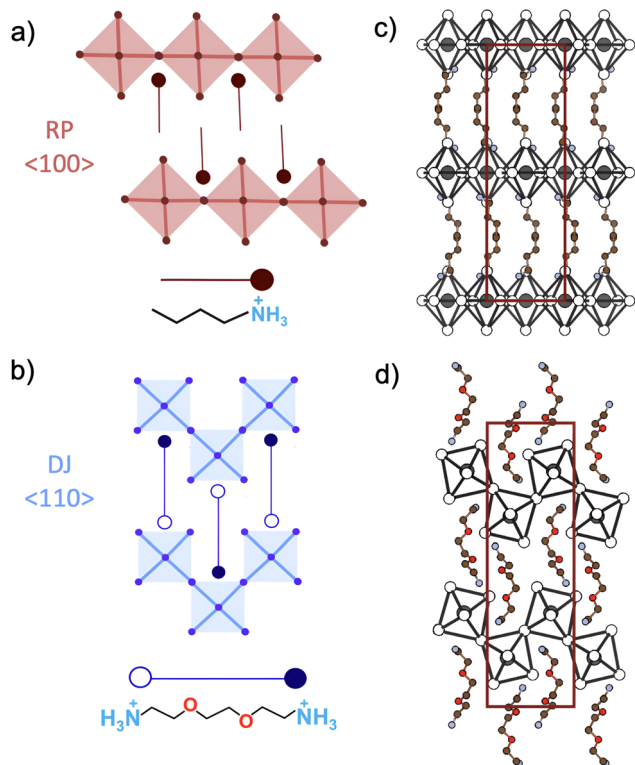 a)
RP
<100>
+
NH3
b)
DJ
<110>
+
H3N
O
O
+
NH3
c)
d)